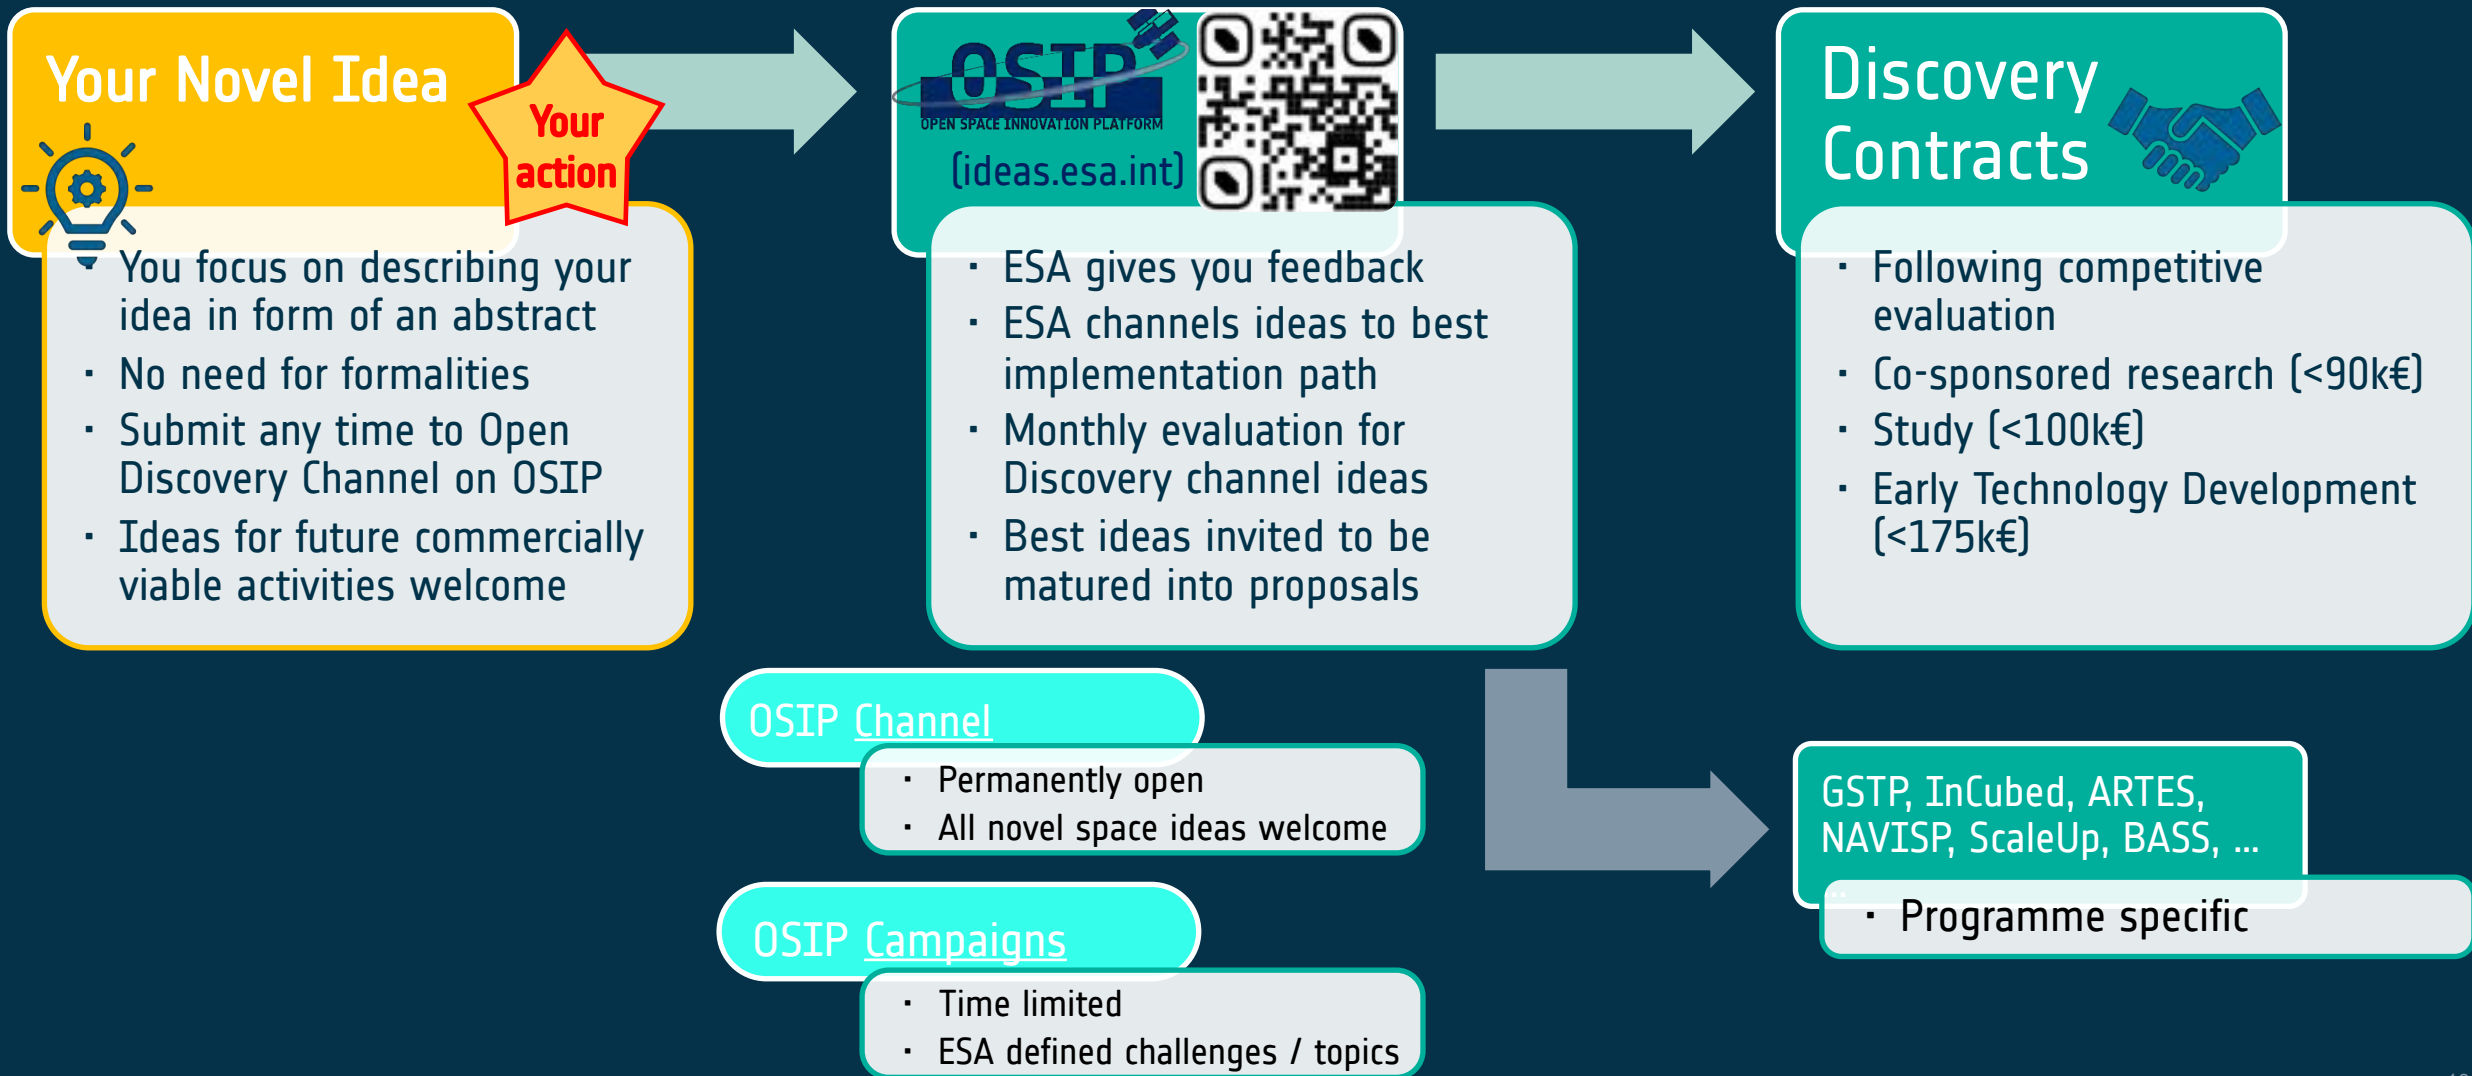 Your Novel Idea
Your
action
· You focus on describing your
idea in form of an abstract
· No need for formalities
· Submit any time to Open
Discovery Channel on OSIP
· Ideas for future commercially
viable activities welcome
OSIP
OPEN SPACE INNOVATION PLATFORM
(ideas.esa.int)
· ESA gives you feedback
· ESA channels ideas to best
implementation path
· Monthly evaluation for
Discovery channel ideas
· Best ideas invited to be
matured into proposals
Discovery
Contracts
· Following competitive
evaluation
· Co-sponsored research (<90k€)
· Study (<100k€)
· Early Technology Development
(<175k€)
OSIP Channel
· Permanently open
· All novel space ideas welcome
OSIP Campaigns
· Time limited
· ESA defined challenges / topics
GSTP, InCubed, ARTES,
NAVISP, ScaleUp, BASS, ...
· Programme specific